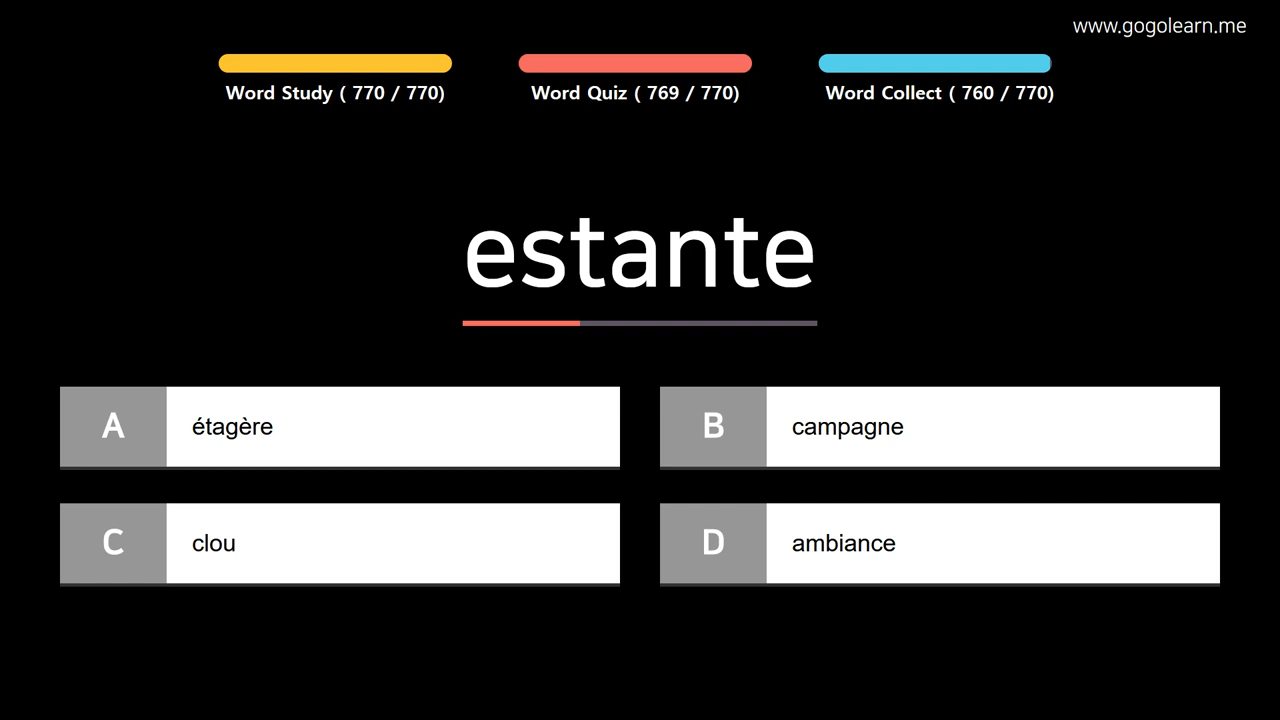 www.gogolearn.me
Word Study ( 770 / 770)
Word Quiz ( 769 / 770)
Word Collect ( 760 / 770)
estante
A
étagère
B
campagne
C
clou
D
ambiance